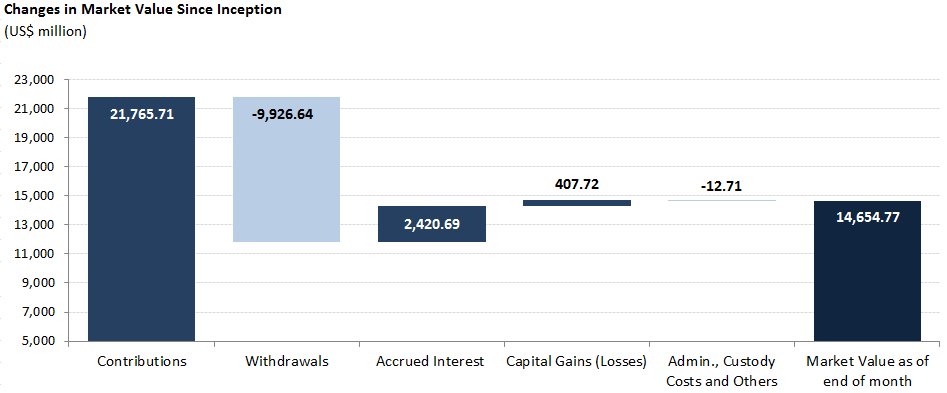 Changes in Market Value Since Inception
(US$ million)
23,000
21,000
19,000
17,000
15,000
13,000
11,000
9,000
7,000
5,000
21,765.71
-9,926.64
2,420.69
407.72
-12.71
14,654.77
Contributions
Withdrawals
Accrued Interest
Capital Gains (Losses)
Admin., Custody
Costs and Others
Market Value as of
end of month